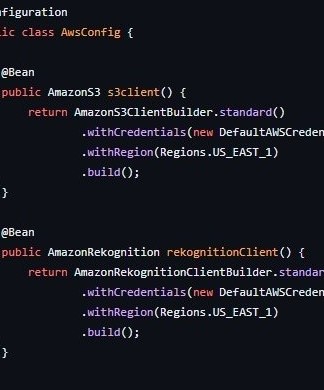 nfiguration
lic class AwsConfig {
@Bean
public AmazonS3 s3client() {
return AmazonS3ClientBuilder.standard()
.withCredentials(new DefaultAWSCreden
.withRegion(Regions.US_EAST_1)
.build();
}
@Bean
public AmazonRekognition rekognitionClient() {
return AmazonRekognitionClientBuilder.standar
.withCredentials(new DefaultAWSCreden
.withRegion(Regions.US_EAST_1)
.build();
}